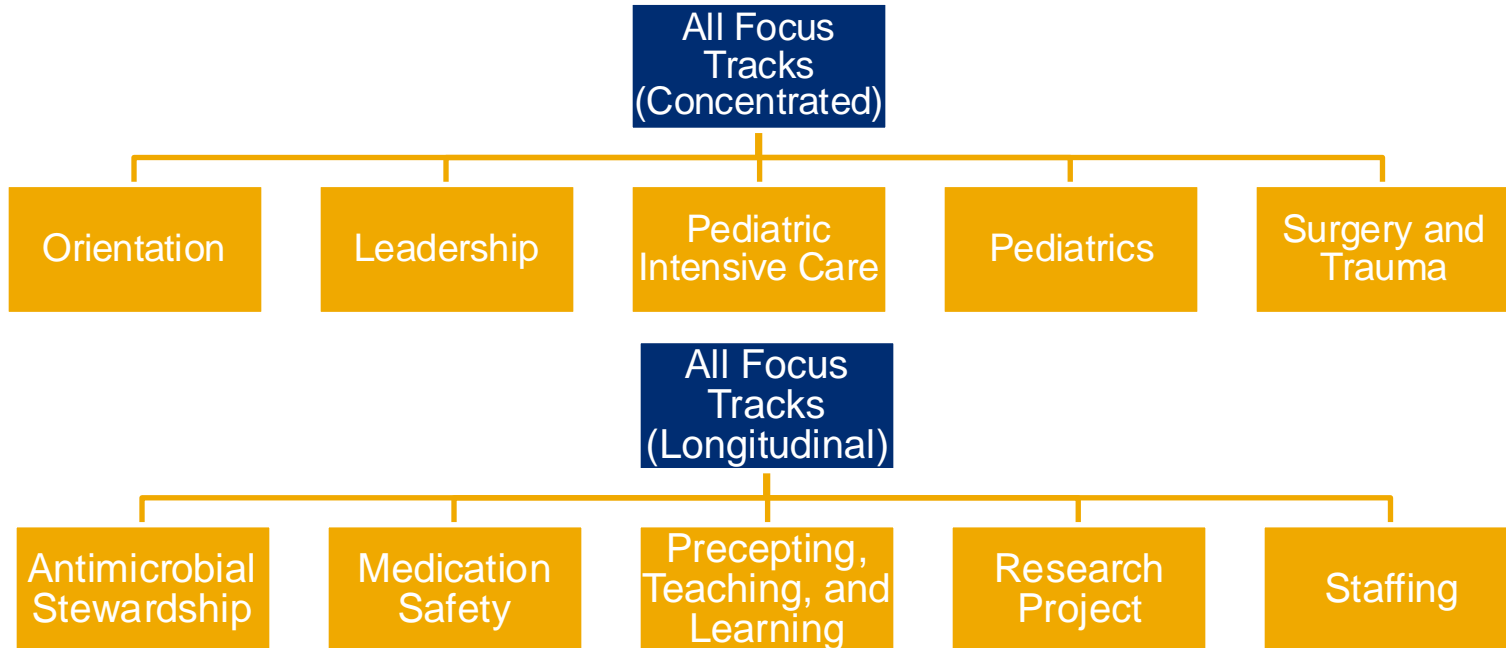 All Focus
Tracks
(Concentrated)
Orientation
Leadership
Pediatric
Intensive Care
Pediatrics
Surgery and
Trauma
All Focus
Tracks
(Longitudinal)
Antimicrobial
Stewardship
Medication
Safety
Precepting,
Teaching, and
Learning
Research
Project
Staffing